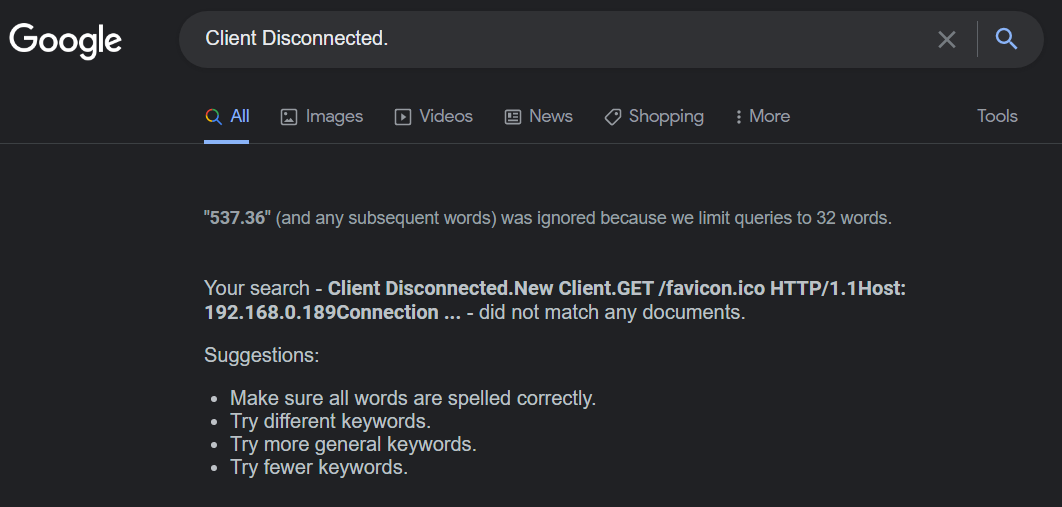 Google
Client Disconnected.
All Images Videos News Shopping More Tools
"537.36" (and any subsequent words) was ignored because we limit queries to 32 words.
Your search - Client Disconnected.New Client.GET /favicon.ico HTTP/1.1Host:
192.168.0.189Connection ... - did not match any documents.
Suggestions:
• Make sure all words are spelled correctly.
• Try different keywords.
• Try more general keywords.
• Try fewer keywords.